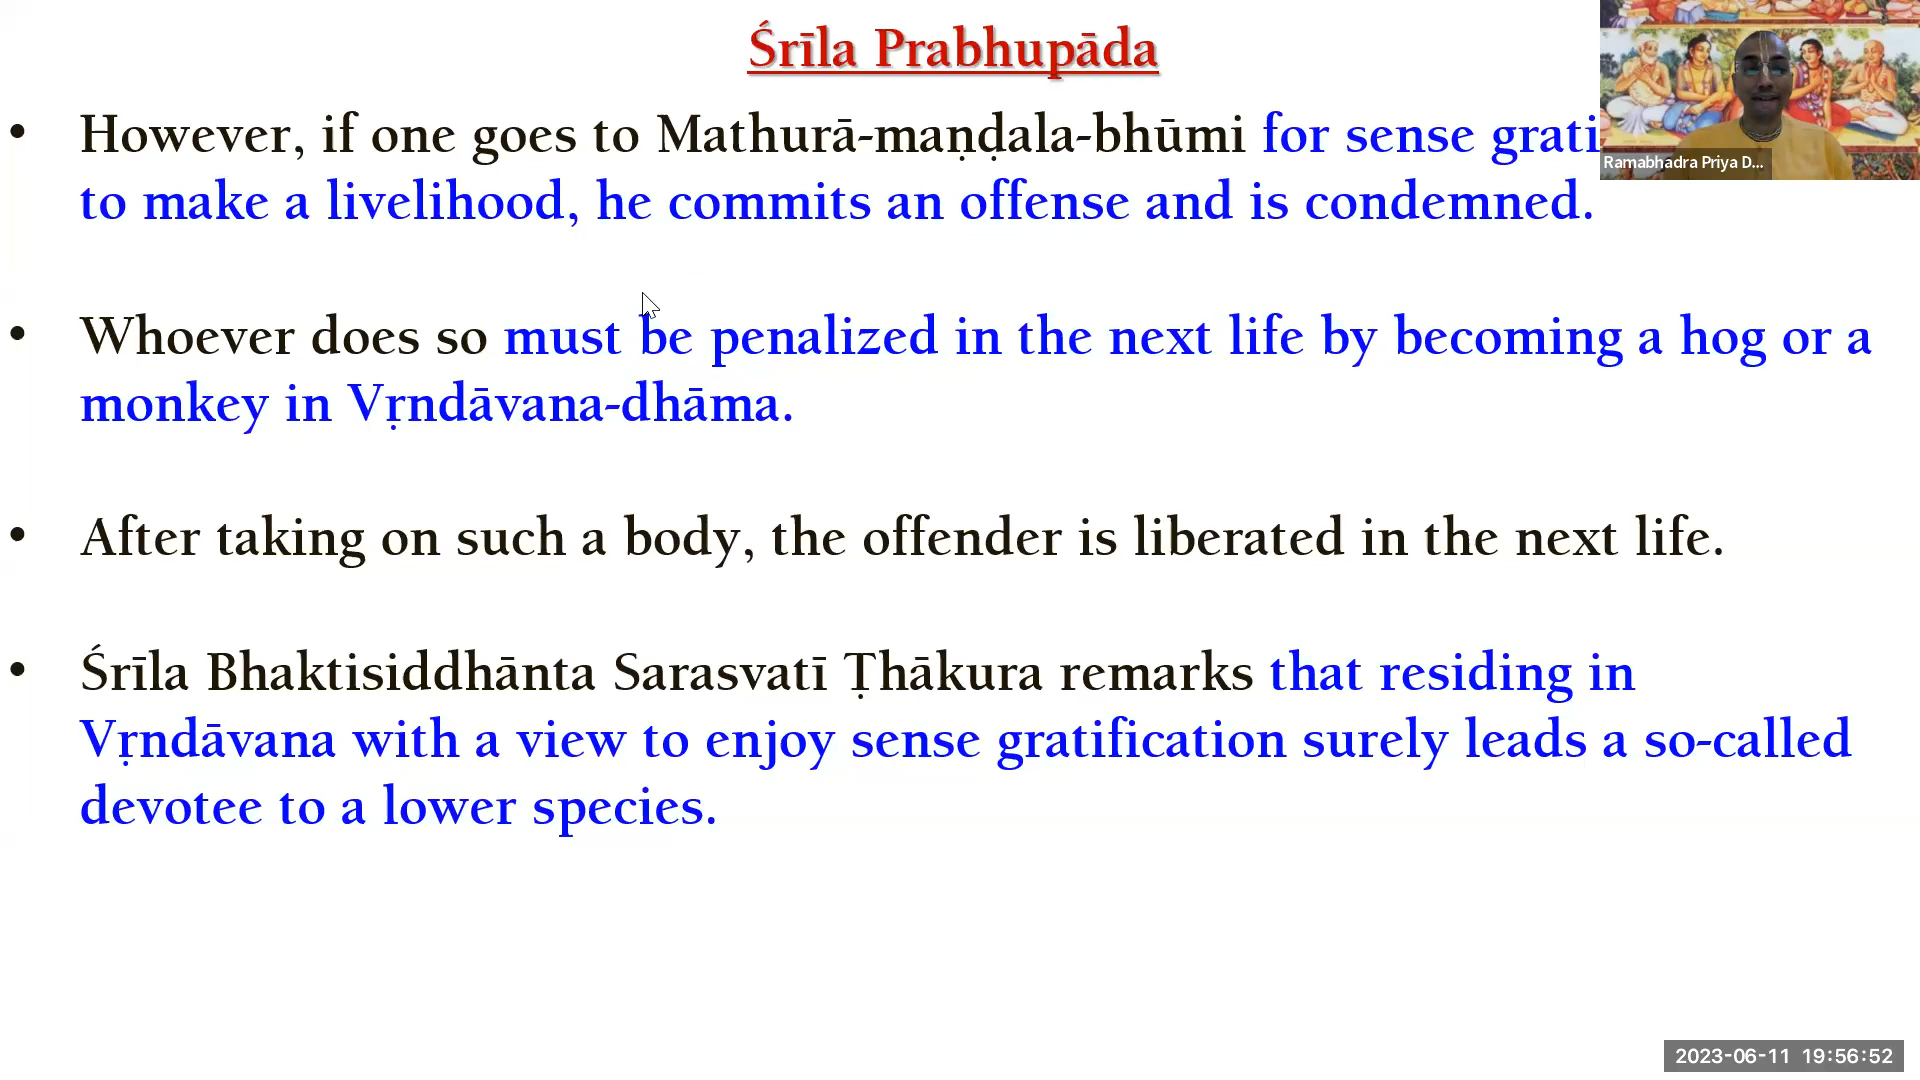 Śrīla Prabhupāda
• However, if one goes to Mathurā-maṇḍala-bhūmi for sense grati
to make a livelihood, he commits an offense and is condemned.
• Whoever does so must be penalized in the next life by becoming a hog or a
monkey in Vṛndāvana-dhāma.
• After taking on such a body, the offender is liberated in the next life.
• Śrīla Bhaktisiddhānta Sarasvatī Ṭhākura remarks that residing in
Vṛndāvana with a view to enjoy sense gratification surely leads a so-called
devotee to a lower species.
Ramabhadra Priya D...
2023-06-11 19:56:52